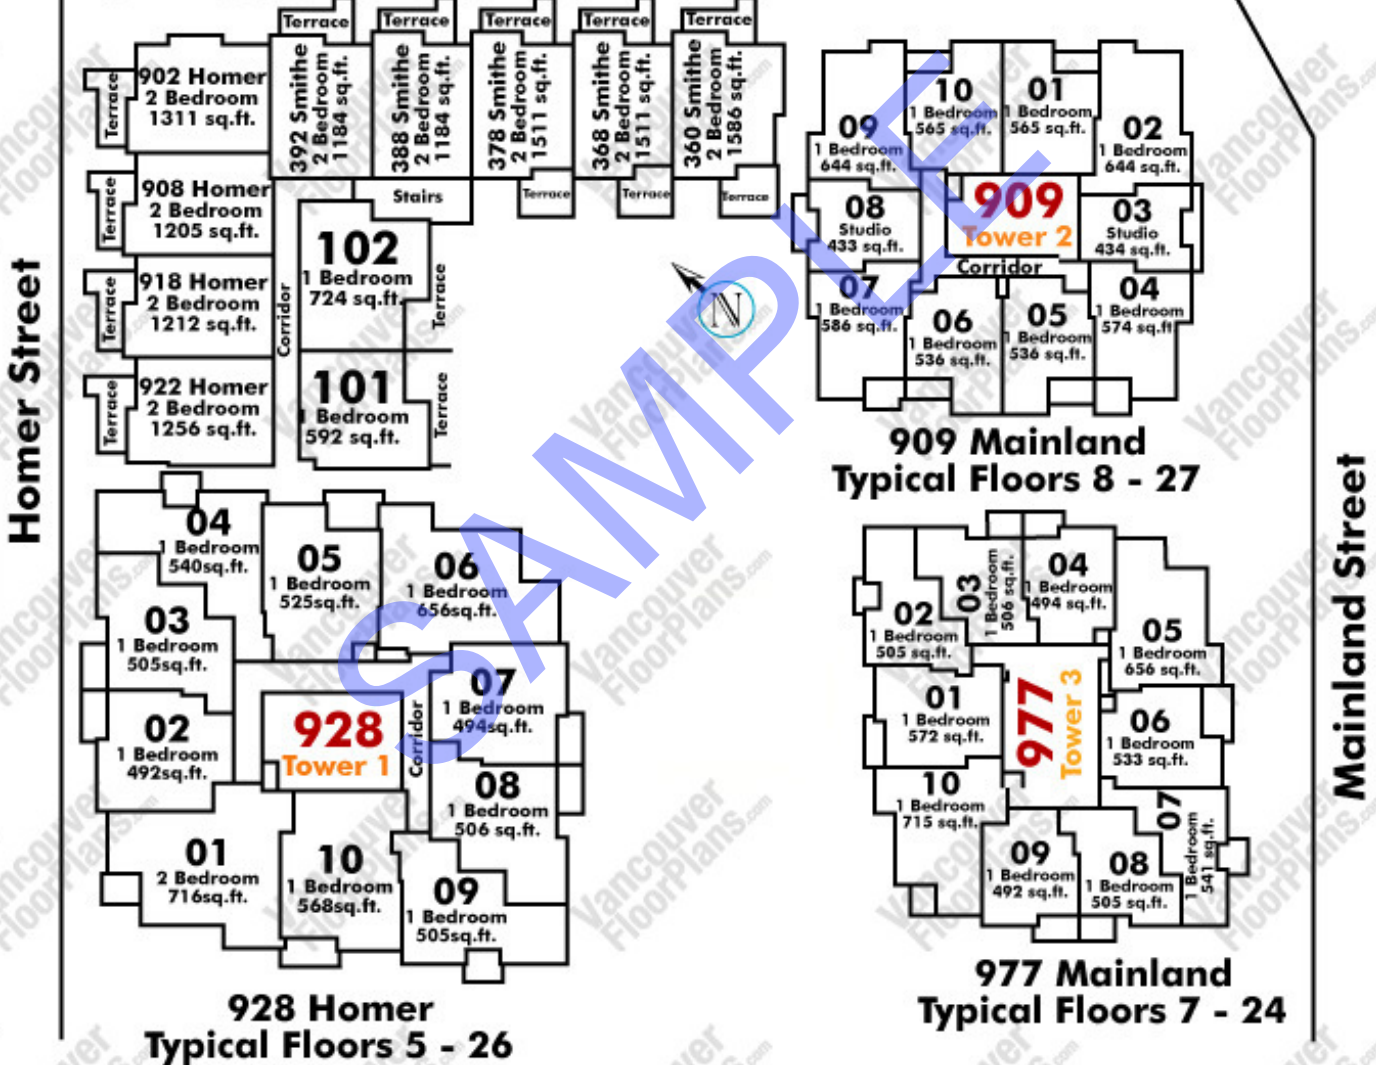 Terrace
Terrace
Terrace
Terrace
Terrace
902 Homer
2 Bedroom
1311 sq.ft.
Terrace
392 Smithe
2 Bedroom
1184 sq.ft.
388 Smithe
2 Bedroom
1184 sq.ft.
378 Smithe
2 Bedroom
1511 sq.ft.
368 Smithe
2 Bedroom
1511 sq.ft.
360 Smithe
2 Bedroom
1586 sq.ft.
908 Homer
2 Bedroom
1205 sq.ft.
Terrace
Stairs
Terrace
Terrace
Terrace
918 Homer
2 Bedroom
1212 sq.ft.
Terrace
922 Homer
2 Bedroom
1256 sq.ft.
Terrace
Corridor
102
1 Bedroom
724 sq.ft.
Terrace
101
1 Bedroom
592 sq.ft.
Terrace
N
Homer Street
10
1 Bedroom
565 sq.ft.
01
1 Bedroom
565 sq.ft.
09
1 Bedroom
644 sq.ft.
02
1 Bedroom
644 sq.ft.
08
Studio
433 sq.ft.
909
Tower 2
Corridor
03
Studio
434 sq.ft.
07
1 Bedroom
586 sq.ft.
06
1 Bedroom
536 sq.ft.
05
1 Bedroom
536 sq.ft.
04
1 Bedroom
574 sq.ft
909 Mainland
Typical Floors 8 - 27
Mainland Street
04
1 Bedroom
540sq.ft.
05
1 Bedroom
525sq.ft.
06
1 Bedroom
656sq.ft.
03
1 Bedroom
505sq.ft.
02
1 Bedroom
492sq.ft.
928
Tower 1
Corridor
07
1 Bedroom
494sq.ft.
08
1 Bedroom
506 sq.ft.
01
2 Bedroom
716sq.ft.
10
1 Bedroom
568sq.ft.
09
1 Bedroom
505sq.ft.
928 Homer
Typical Floors 5 - 26
02
1 Bedroom
505 sq.ft.
03
1 Bedroom
506 sq.ft.
04
1 Bedroom
494 sq.ft.
05
1 Bedroom
656 sq.ft.
01
1 Bedroom
572 sq.ft.
977
Tower 3
06
1 Bedroom
533 sq.ft.
10
1 Bedroom
715 sq.ft.
09
1 Bedroom
492 sq.ft.
08
1 Bedroom
505 sq.ft.
07
1 Bedroom
541 sq.ft.
977 Mainland
Typical Floors 7 - 24
SAMPLE
Vancouver
FloorPlans.com